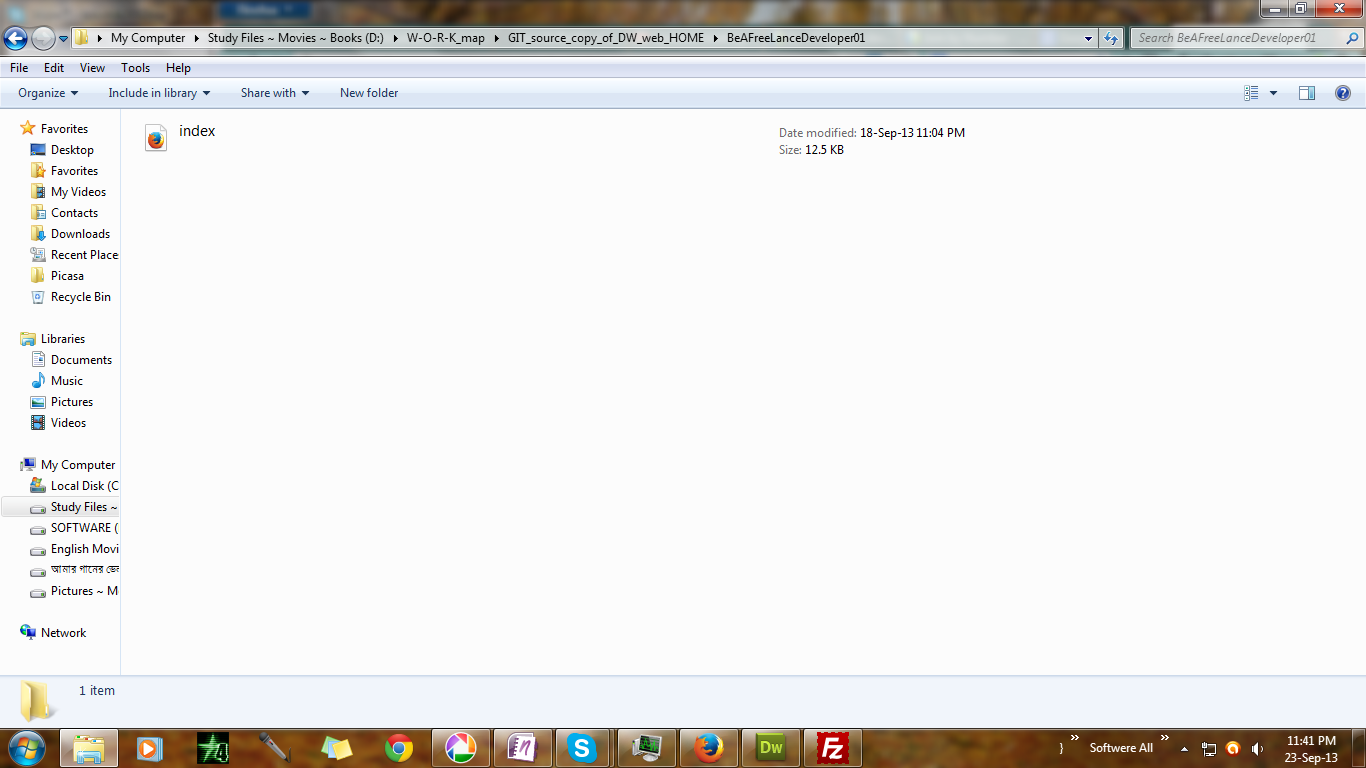 My Computer Study Files ~ Movies ~ Books (D:) W-O-R-K_map GIT_source_copy_of_DW_web_HOME BeAFreeLanceDeveloper01 Search BeAFreeLanceDeveloper01
File Edit View Tools Help
Organize Include in library Share with New folder
Favorites
Desktop
Favorites
My Videos
Contacts
Downloads
Recent Place
Picasa
Recycle Bin
Libraries
Documents
Music
Pictures
Videos
My Computer
Local Disk (C
Study Files ~
SOFTWARE (
English Movi
আমার গানের ভে
Pictures ~ M
Network
index
Date modified: 18-Sep-13 11:04 PM
Size: 12.5 KB
1 item
Dw
Fz
} » Softwere All »
11:41 PM
23-Sep-13